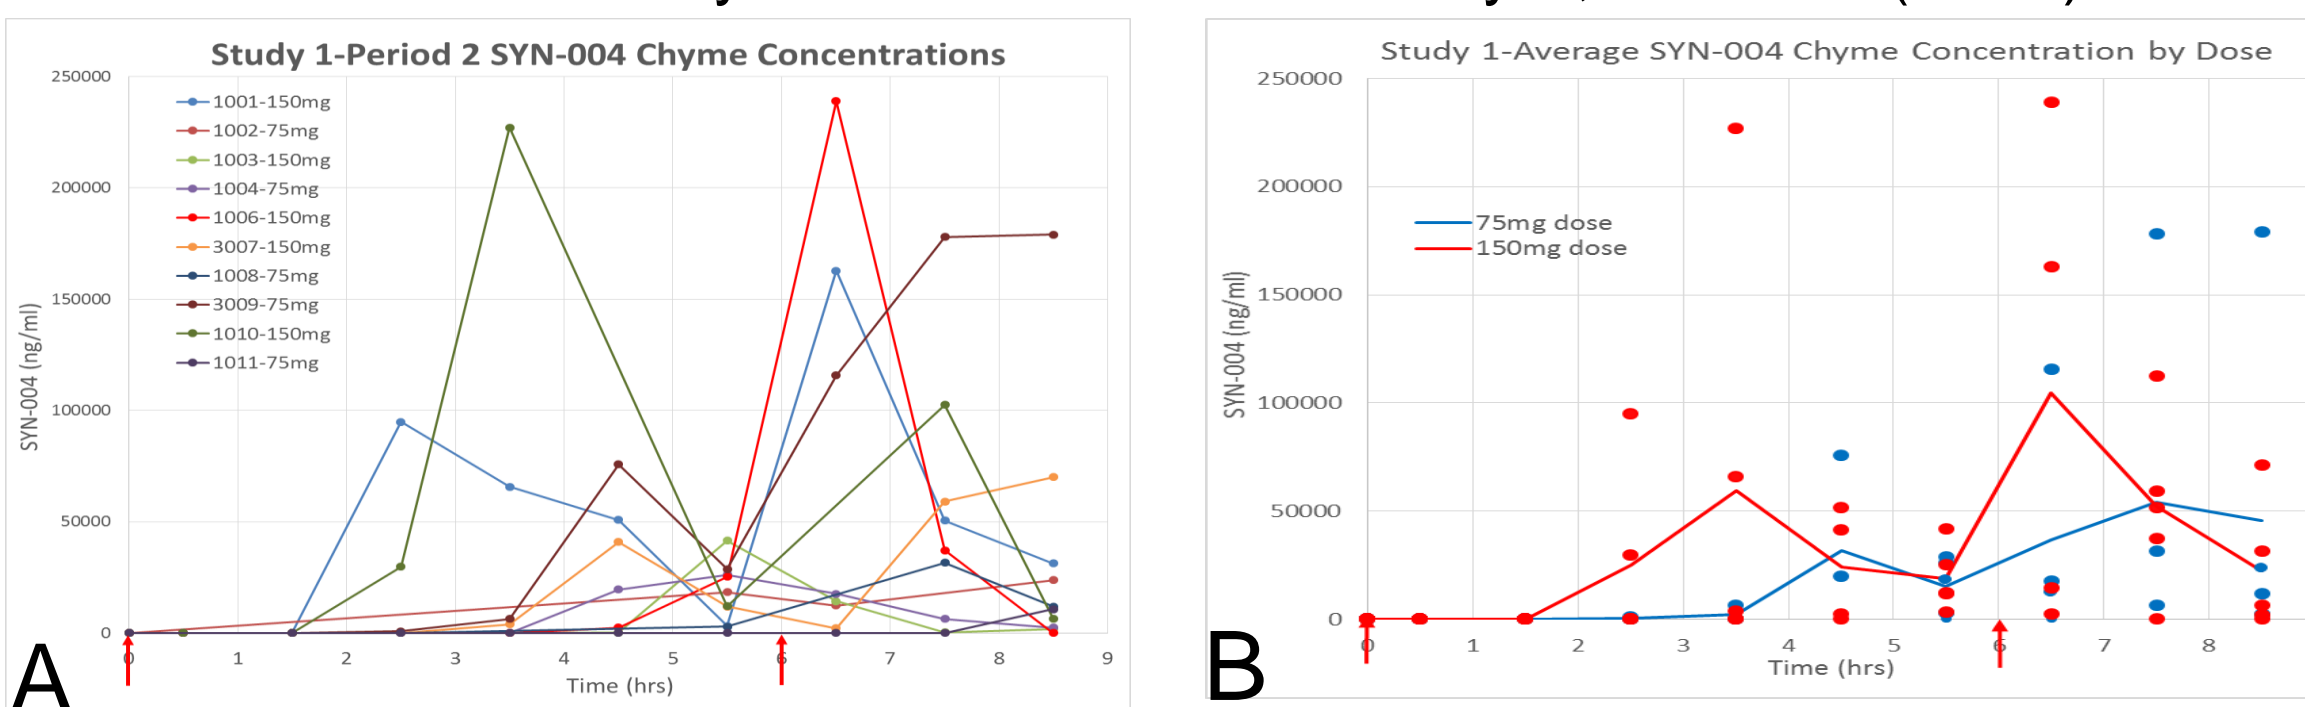 Study 1-Period 2 SYN-004 Chyme Concentrations
250000
200000
150000
100000
50000
0
SYN-004 (ng/ml)
1001-150mg
1002-75mg
1003-150mg
1004-75mg
1006-150mg
3007-150mg
1008-75mg
3009-75mg
1010-150mg
1011-75mg
0 1 2 3 4 5 6 7 8 9
Time (hrs)
A
Study 1-Average SYN-004 Chyme Concentration by Dose
250000
200000
150000
100000
50000
0
SYN-004 (ng/ml)
75mg dose
150mg dose
0 1 2 3 4 5 6 7 8
Time (hrs)
B